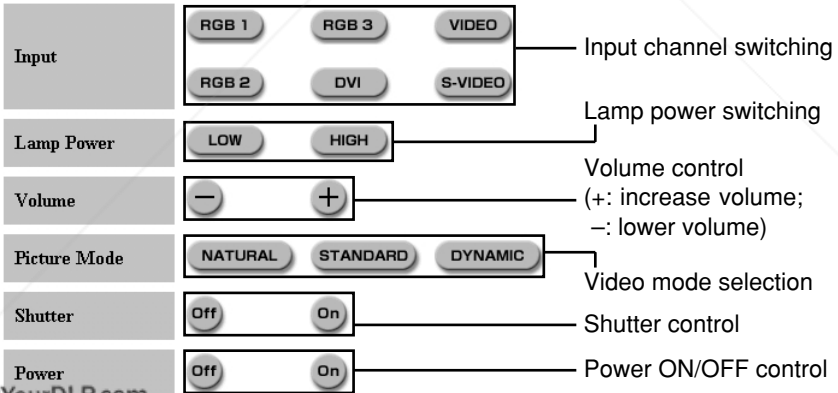 RGB 1 RGB 3 VIDEO
Input
Input channel switching
RGB 2 DVI S-VIDEO
Lamp power switching
Lamp Power LOW HIGH
Volume control
Volume − + (+: increase volume;
–: lower volume)
Picture Mode NATURAL STANDARD DYNAMIC
Video mode selection
Shutter Off On Shutter control
Power Off On Power ON/OFF control
YourDLP.com